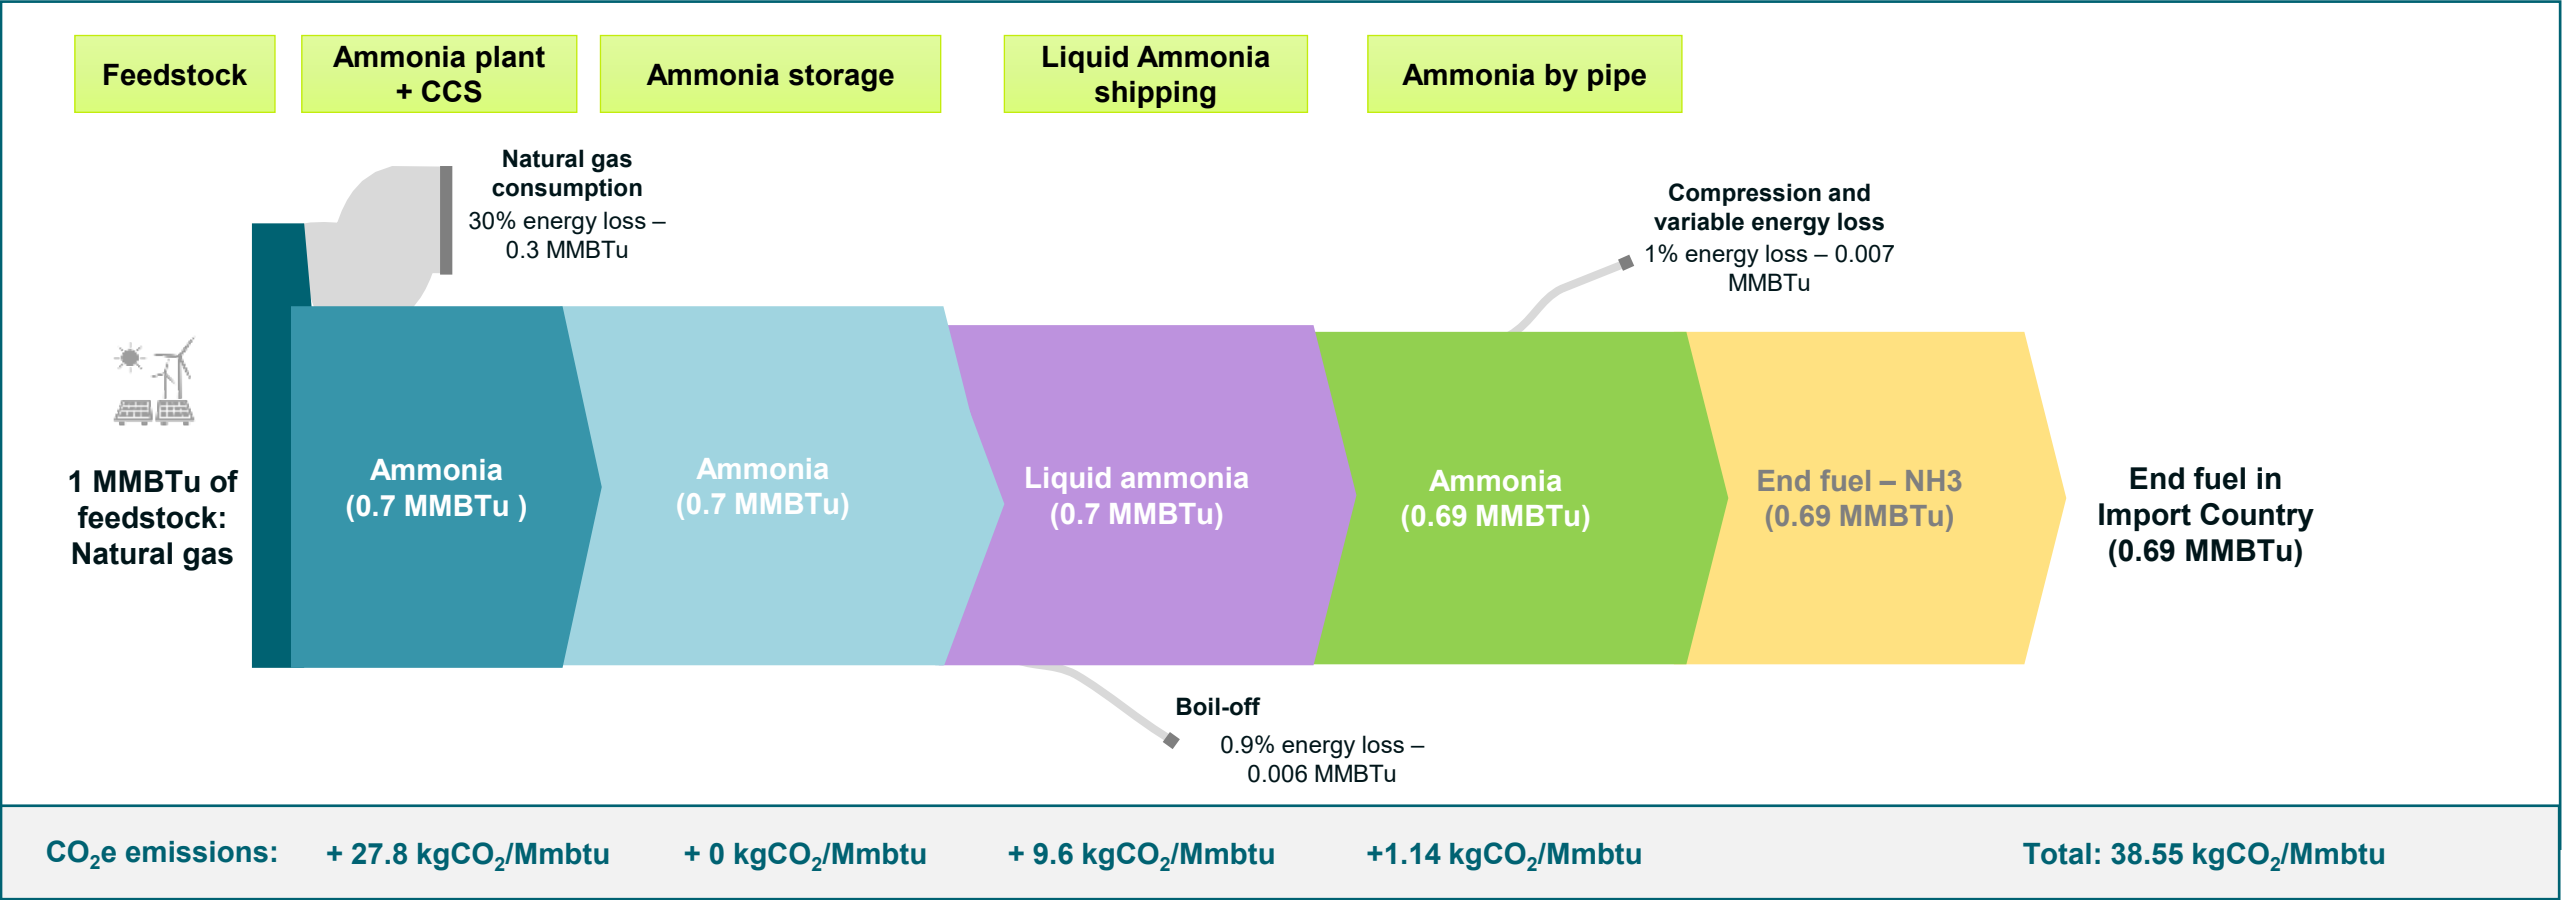 Feedstock
Ammonia plant
+ CCS
Ammonia storage
Liquid Ammonia
shipping
Ammonia by pipe
Natural gas
consumption
30% energy loss –
0.3 MMBTu
Compression and
variable energy loss
1% energy loss – 0.007
MMBTu
1 MMBTu of
feedstock:
Natural gas
Ammonia
(0.7 MMBTu )
Ammonia
(0.7 MMBTu)
Liquid ammonia
(0.7 MMBTu)
Ammonia
(0.69 MMBTu)
End fuel – NH3
(0.69 MMBTu)
End fuel in
Import Country
(0.69 MMBTu)
Boil-off
0.9% energy loss –
0.006 MMBTu
CO₂e emissions:
+ 27.8 kgCO₂/Mmbtu
+ 0 kgCO₂/Mmbtu
+ 9.6 kgCO₂/Mmbtu
+1.14 kgCO₂/Mmbtu
Total: 38.55 kgCO₂/Mmbtu